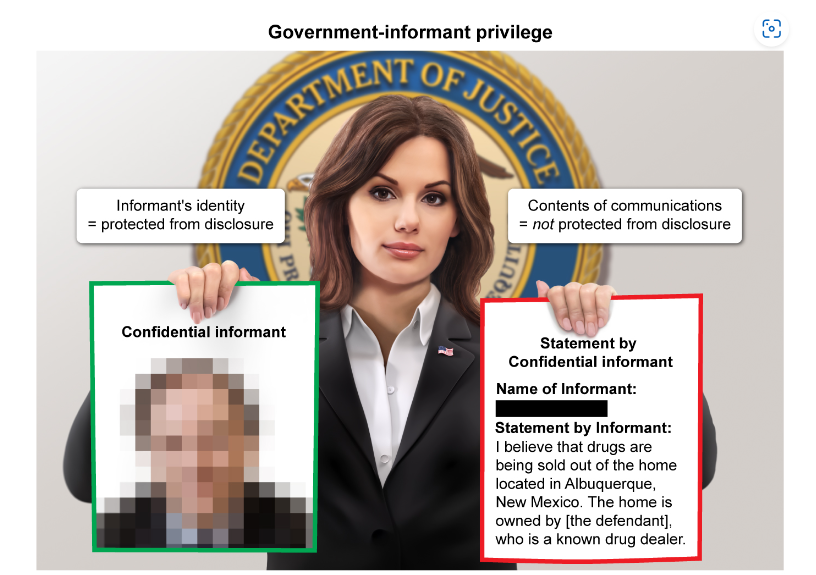 Government-informant privilege
DEPARTMENT OF JUSTICE
Informant's identity
= protected from disclosure
Contents of communications
= not protected from disclosure
Confidential informant
Statement by
Confidential informant
Name of Informant:
Statement by Informant:
I believe that drugs are
being sold out of the home
located in Albuquerque,
New Mexico. The home is
owned by [the defendant],
who is a known drug dealer.